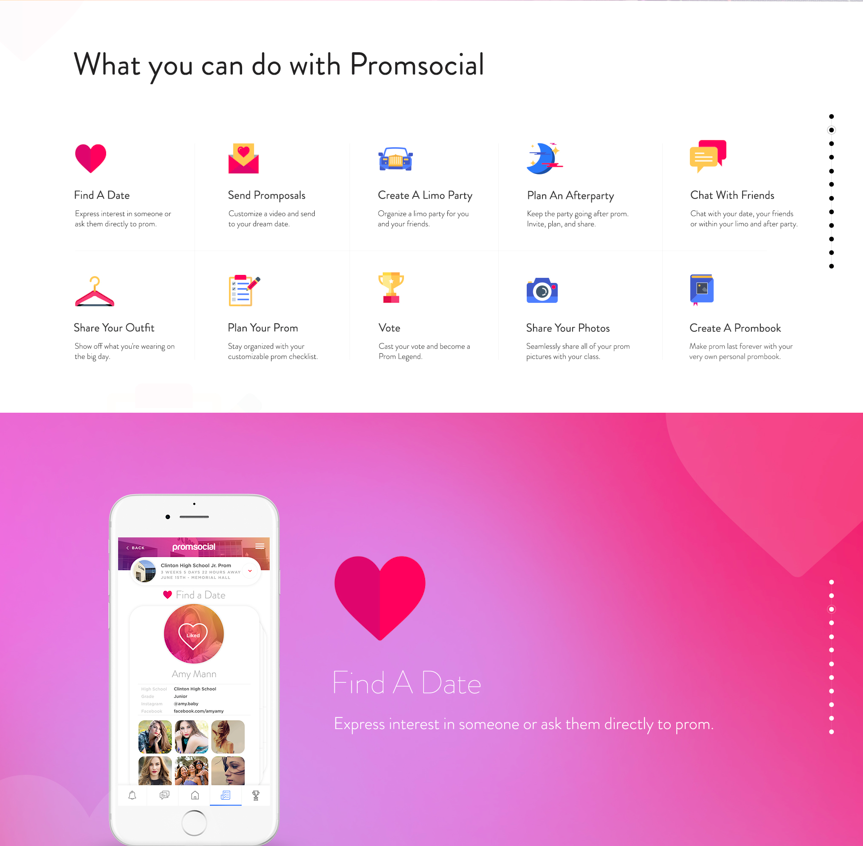 What you can do with Promsocial
Find A Date
Express interest in someone or
ask them directly to prom.
Send Promposals
Customize a video and send
to your dream date.
Create A Limo Party
Organize a limo party for you
and your friends.
Plan An Afterparty
Keep the party going after prom.
Invite, plan, and share.
Chat With Friends
Chat with your date, your friends
or within your limo and after party.
Share Your Outfit
Show off what you're wearing on
the big day.
Plan Your Prom
Stay organized with your
customizable prom checklist.
Vote
Cast your vote and become a
Prom Legend.
Share Your Photos
Seamlessly share all of your prom
pictures with your class.
Create A Prombook
Make prom last forever with your
very own personal prombook.
BACK promsocial
Clinton High School Jr. Prom
2 WEEKS 3 DAYS 22 HOURS AWAY
JUNE 15TH - MEMORIAL HALL
Find a Date
Liked
Amy Mann
High School Clinton High School
Grade Junior
Instagram @amy.baby
Facebook facebook.com/amyamy
Find A Date
Express interest in someone or ask them directly to prom.